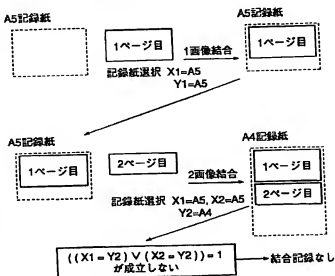 A5記録紙
A5記録紙
1ページ目
1画像結合
1ページ目
記録紙選択 X1=A5
Y1=A5
A5記録紙
A4記録紙
1ページ目
2ページ目
2画像結合
1ページ目
2ページ目
記録紙選択 X1=A5, X2=A5
Y2=A4
((X1=Y2)∨(X2=Y2))=1
が成立しない
結合記録なし